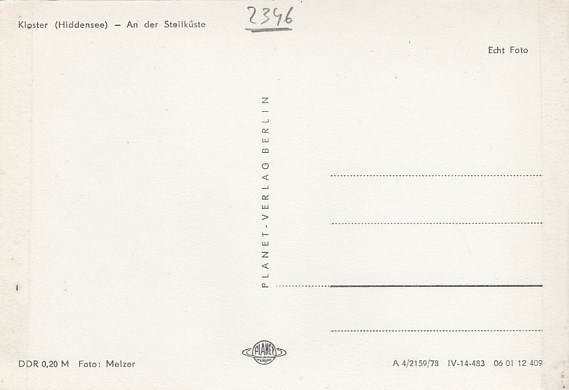 2346
Kloster (Hiddensee) – An der Steilküste
Echt Foto
PLANET-VERLAG BERLIN
PLANET
DDR 0,20 M Foto: Melzer
A 4/2159/78 IV-14-483 06 01 12 409